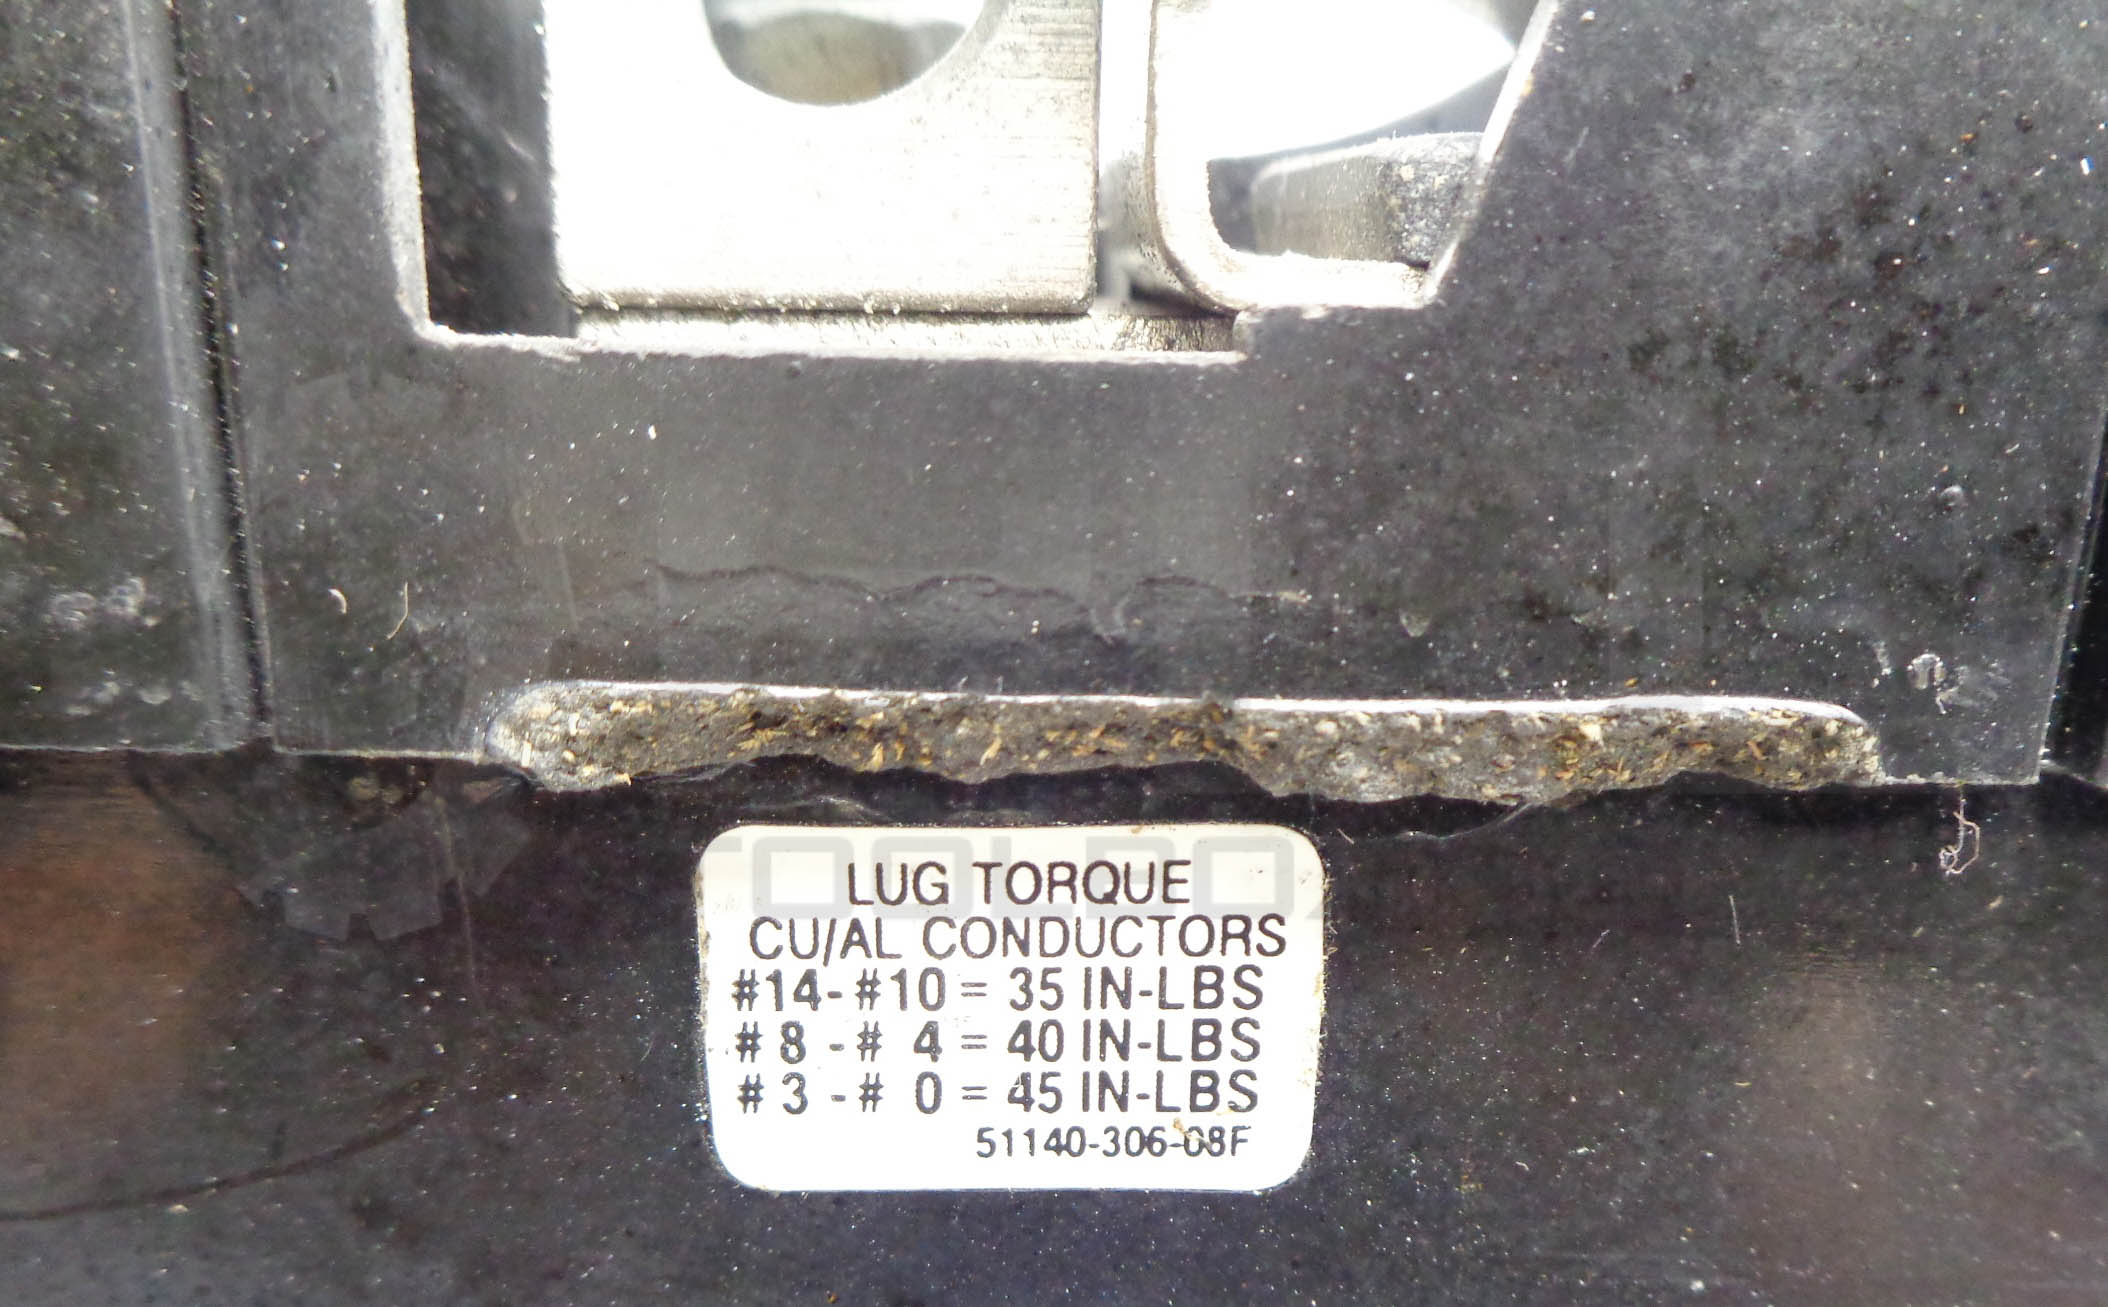 LUG TORQUE
CU/AL CONDUCTORS
#14-#10 = 35 IN-LBS
# 8 - # 4 = 40 IN-LBS
# 3 - # 0 = 45 IN-LBS
51140-306-08F